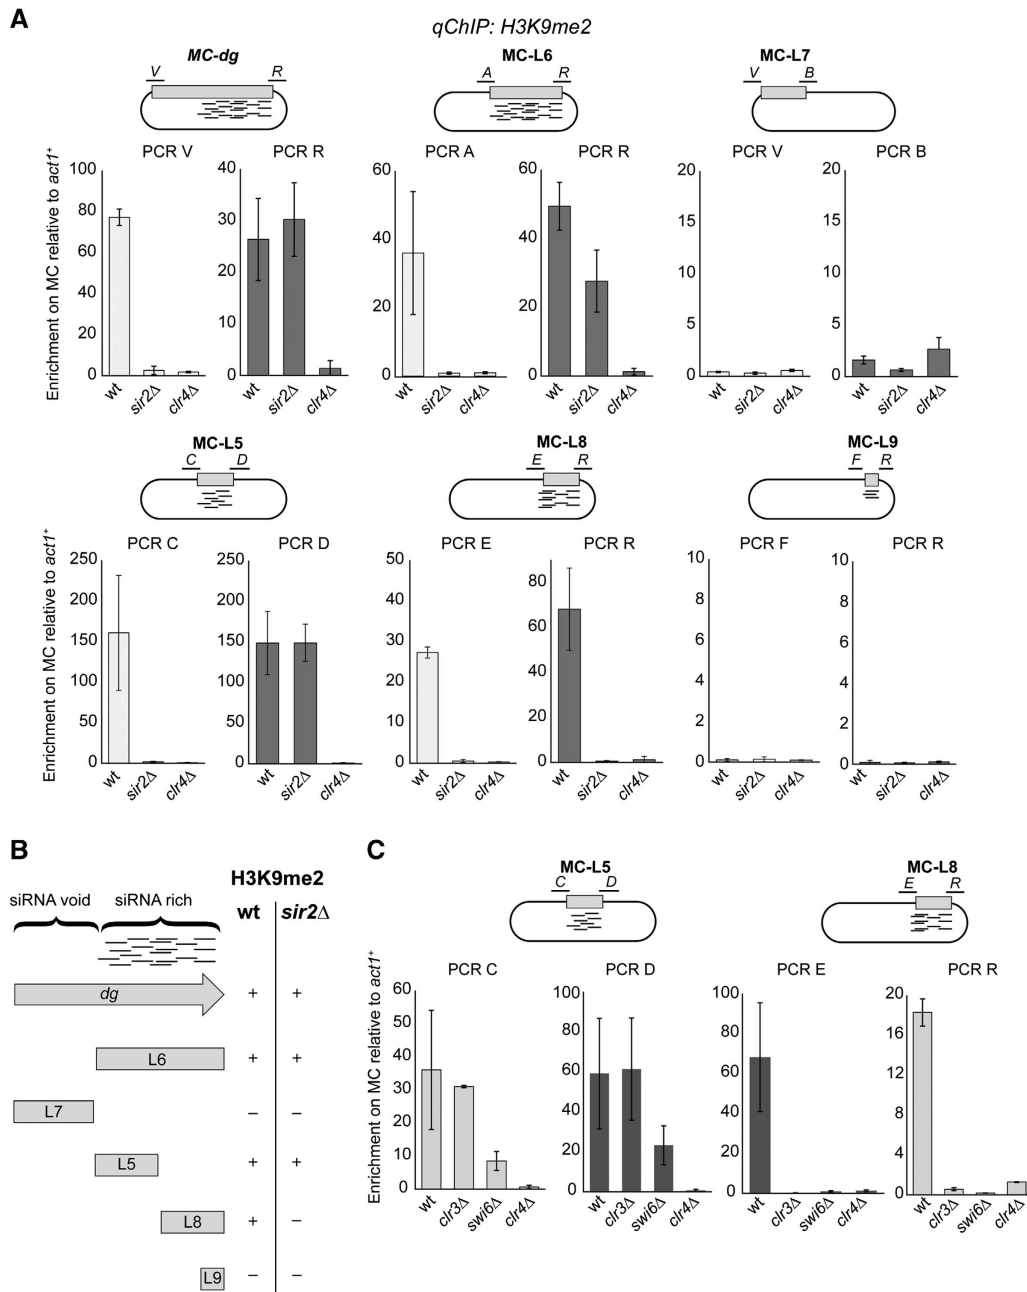 A
qChIP: H3K9me2
MC-dg
MC-L6
MC-L7
V R
A R
V B
Enrichment on MC relative to act1+
PCR V
PCR R
PCR A
PCR R
PCR V
PCR B
100 80 60 40 20 0
40 30 20 10 0
60 40 20 0
60 40 20 0
20 15 10 5 0
20 15 10 5 0
wt sir2Δ clr4Δ
wt sir2Δ clr4Δ
wt sir2Δ clr4Δ
wt sir2Δ clr4Δ
wt sir2Δ clr4Δ
wt sir2Δ clr4Δ
MC-L5
MC-L8
MC-L9
C D
E R
F R
Enrichment on MC relative to act1+
PCR C
PCR D
PCR E
PCR R
PCR F
PCR R
250 200 150 100 50 0
250 200 150 100 50 0
50 40 30 20 10 0
80 60 40 20 0
10 8 6 4 2 0
10 8 6 4 2 0
wt sir2Δ clr4Δ
wt sir2Δ clr4Δ
wt sir2Δ clr4Δ
wt sir2Δ clr4Δ
wt sir2Δ clr4Δ
wt sir2Δ clr4Δ
B
H3K9me2
siRNA void siRNA rich wt sir2Δ
dg + +
L6 + +
L7 – –
L5 + +
L8 + –
L9 – –
C
MC-L5
MC-L8
C D
E R
Enrichment on MC relative to act1+
PCR C
PCR D
PCR E
PCR R
60 50 40 30 20 10 0
100 80 60 40 20 0
100 80 60 40 20 0
20 16 12 8 4 0
wt clr3Δ swi6Δ clr4Δ
wt clr3Δ swi6Δ clr4Δ
wt clr3Δ swi6Δ clr4Δ
wt clr3Δ swi6Δ clr4Δ